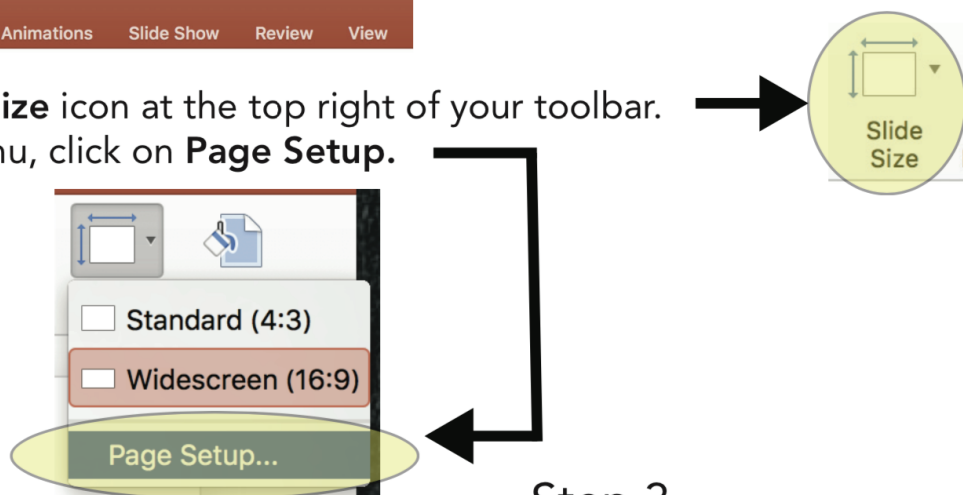 Animations Slide Show Review View
ize icon at the top right of your toolbar.
nu, click on Page Setup.
Slide
Size
Standard (4:3)
Widescreen (16:9)
Page Setup...
Step